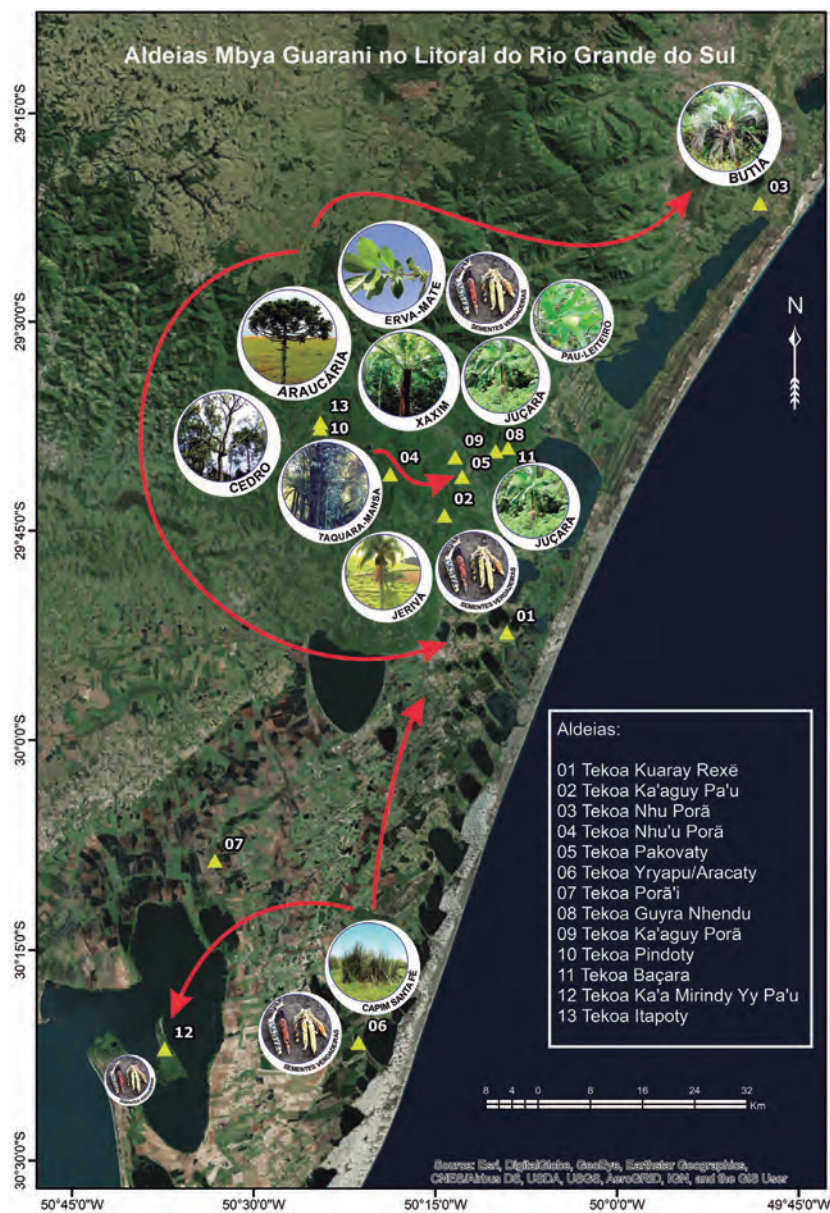 Aldeias Mbya Guarani no Litoral do Rio Grande do Sul
29°15'0"S
29°30'0"S
29°45'0"S
30°0'0"S
30°15'0"S
30°30'0"S
BUTIÁ
03
ERVA-MATE
SEMENTES VERDADEIRAS
PAU-LEITEIRO
N
ARAUCÁRIA
XAXIM
JUÇARA
CEDRO
13
10
TAQUARA-MANSA
04
09
08
05
11
02
JUÇARA
JERIVÁ
SEMENTES VERDADEIRAS
01
Aldeias:
01 Tekoa Kuaray Rexë
02 Tekoa Ka'aguy Pa'u
03 Tekoa Nhu Porã
04 Tekoa Nhu'u Porã
05 Tekoa Pakovaty
06 Tekoa Yryapu/Aracaty
07 Tekoa Porã'i
08 Tekoa Guyra Nhendu
09 Tekoa Ka'aguy Porã
10 Tekoa Pindoty
11 Tekoa Baçara
12 Tekoa Ka'a Mirindy Yy Pa'u
13 Tekoa Itapoty
07
CAPIM SANTA FÉ
SEMENTES VERDADEIRAS
06
12
8 4 0 8 16 24 32
Km
Source: Esri, DigitalGlobe, GeoEye, Earthstar Geographics,
CNES/Airbus DS, USDA, USGS, AeroGRID, IGN, and the GIS User
50°45'0"W 50°30'0"W 50°15'0"W 50°0'0"W 49°45'0"W